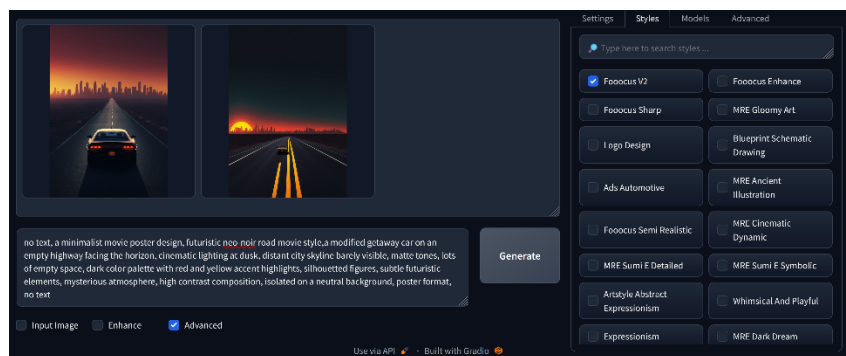 Settings
Styles
Models
Advanced
Type here to search styles ...
Fooocus V2
Fooocus Enhance
Fooocus Sharp
MRE Gloomy Art
Logo Design
Blueprint Schematic
Drawing
Ads Automotive
MRE Ancient
Illustration
Fooocus Semi Realistic
MRE Cinematic
Dynamic
MRE Sumi E Detailed
MRE Sumi E Symbolic
Artstyle Abstract
Expressionism
Whimsical And Playful
Expressionism
MRE Dark Dream
no text, a minimalist movie poster design, futuristic neo-noir road movie style,a modified getaway car on an
empty highway facing the horizon, cinematic lighting at dusk, distant city skyline barely visible, matte tones, lots
of empty space, dark color palette with red and yellow accent highlights, silhouetted figures, subtle futuristic
elements, mysterious atmosphere, high contrast composition, isolated on a neutral background, poster format,
no text
Generate
Input Image
Enhance
Advanced
Use via API · Built with Gradio